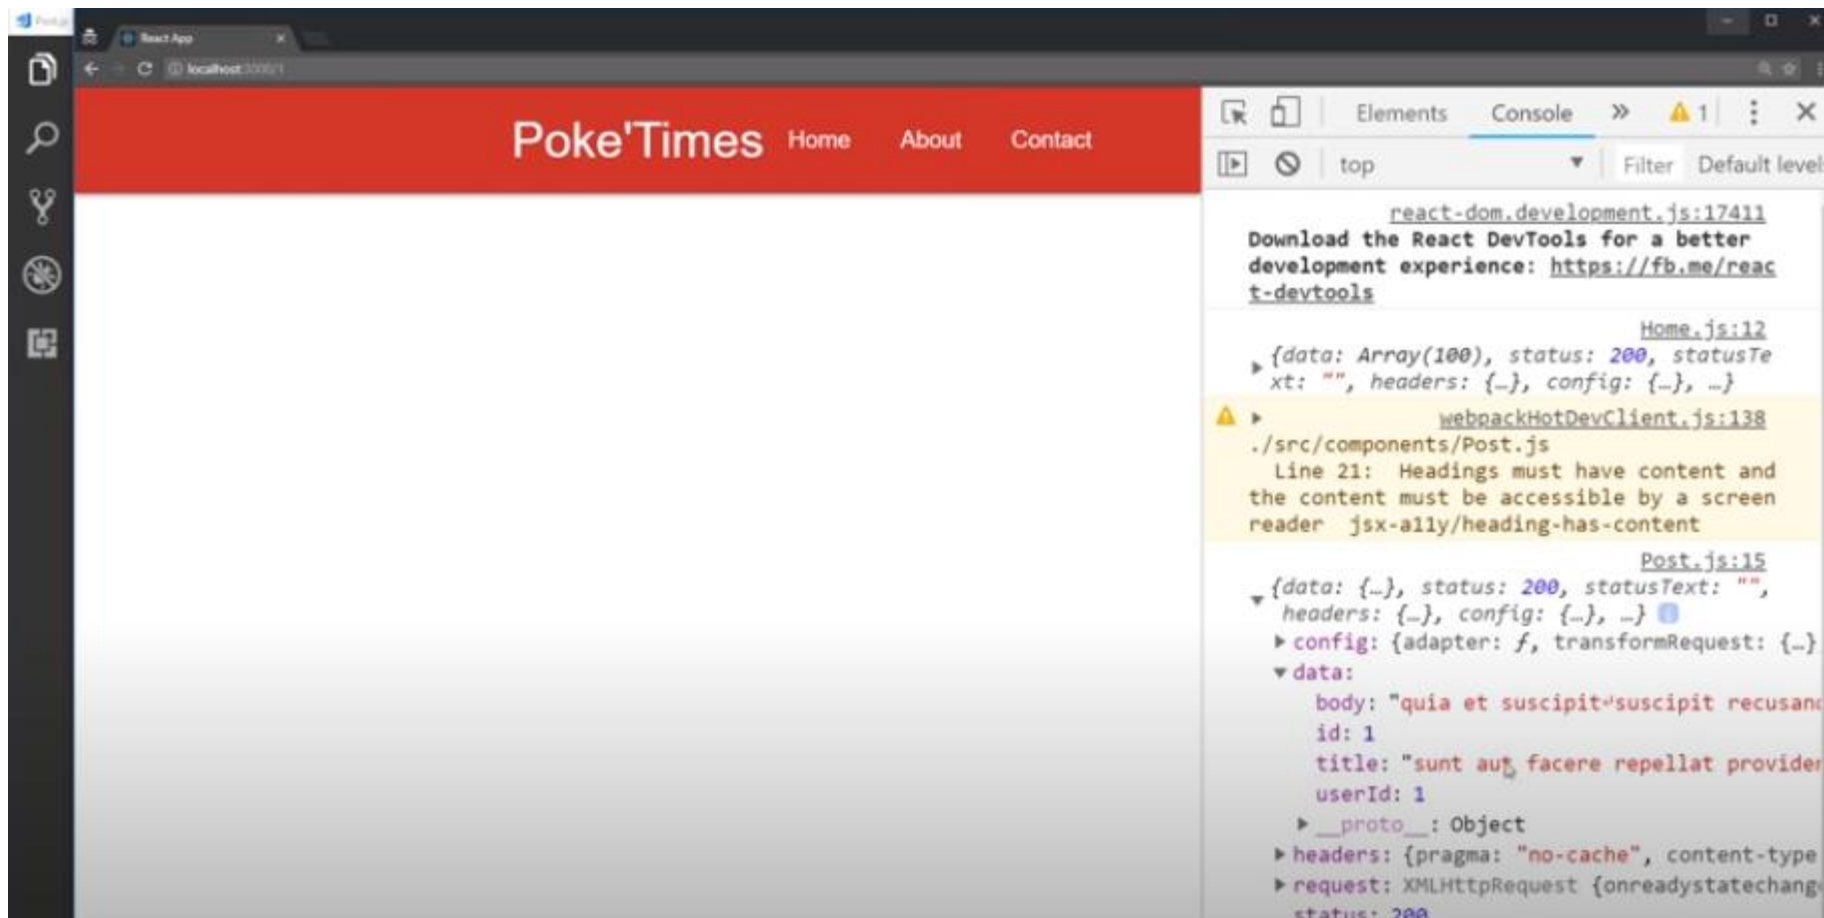 React App
localhost:3000/1
Poke'Times Home About Contact
Elements Console » 1
top Filter Default level
react-dom.development.js:17411
Download the React DevTools for a better
development experience: https://fb.me/reac
t-devtools
Home.js:12
{data: Array(100), status: 200, statusTe
xt: "", headers: {…}, config: {…}, …}
webpackHotDevClient.js:138
./src/components/Post.js
Line 21: Headings must have content and
the content must be accessible by a screen
reader jsx-a11y/heading-has-content
Post.js:15
{data: {…}, status: 200, statusText: "",
headers: {…}, config: {…}, …}
config: {adapter: ƒ, transformRequest: {…}
data:
body: "quia et suscipit↵suscipit recusand
id: 1
title: "sunt aut facere repellat provider
userId: 1
__proto__: Object
headers: {pragma: "no-cache", content-type
request: XMLHttpRequest {onreadystatechang
status: 200